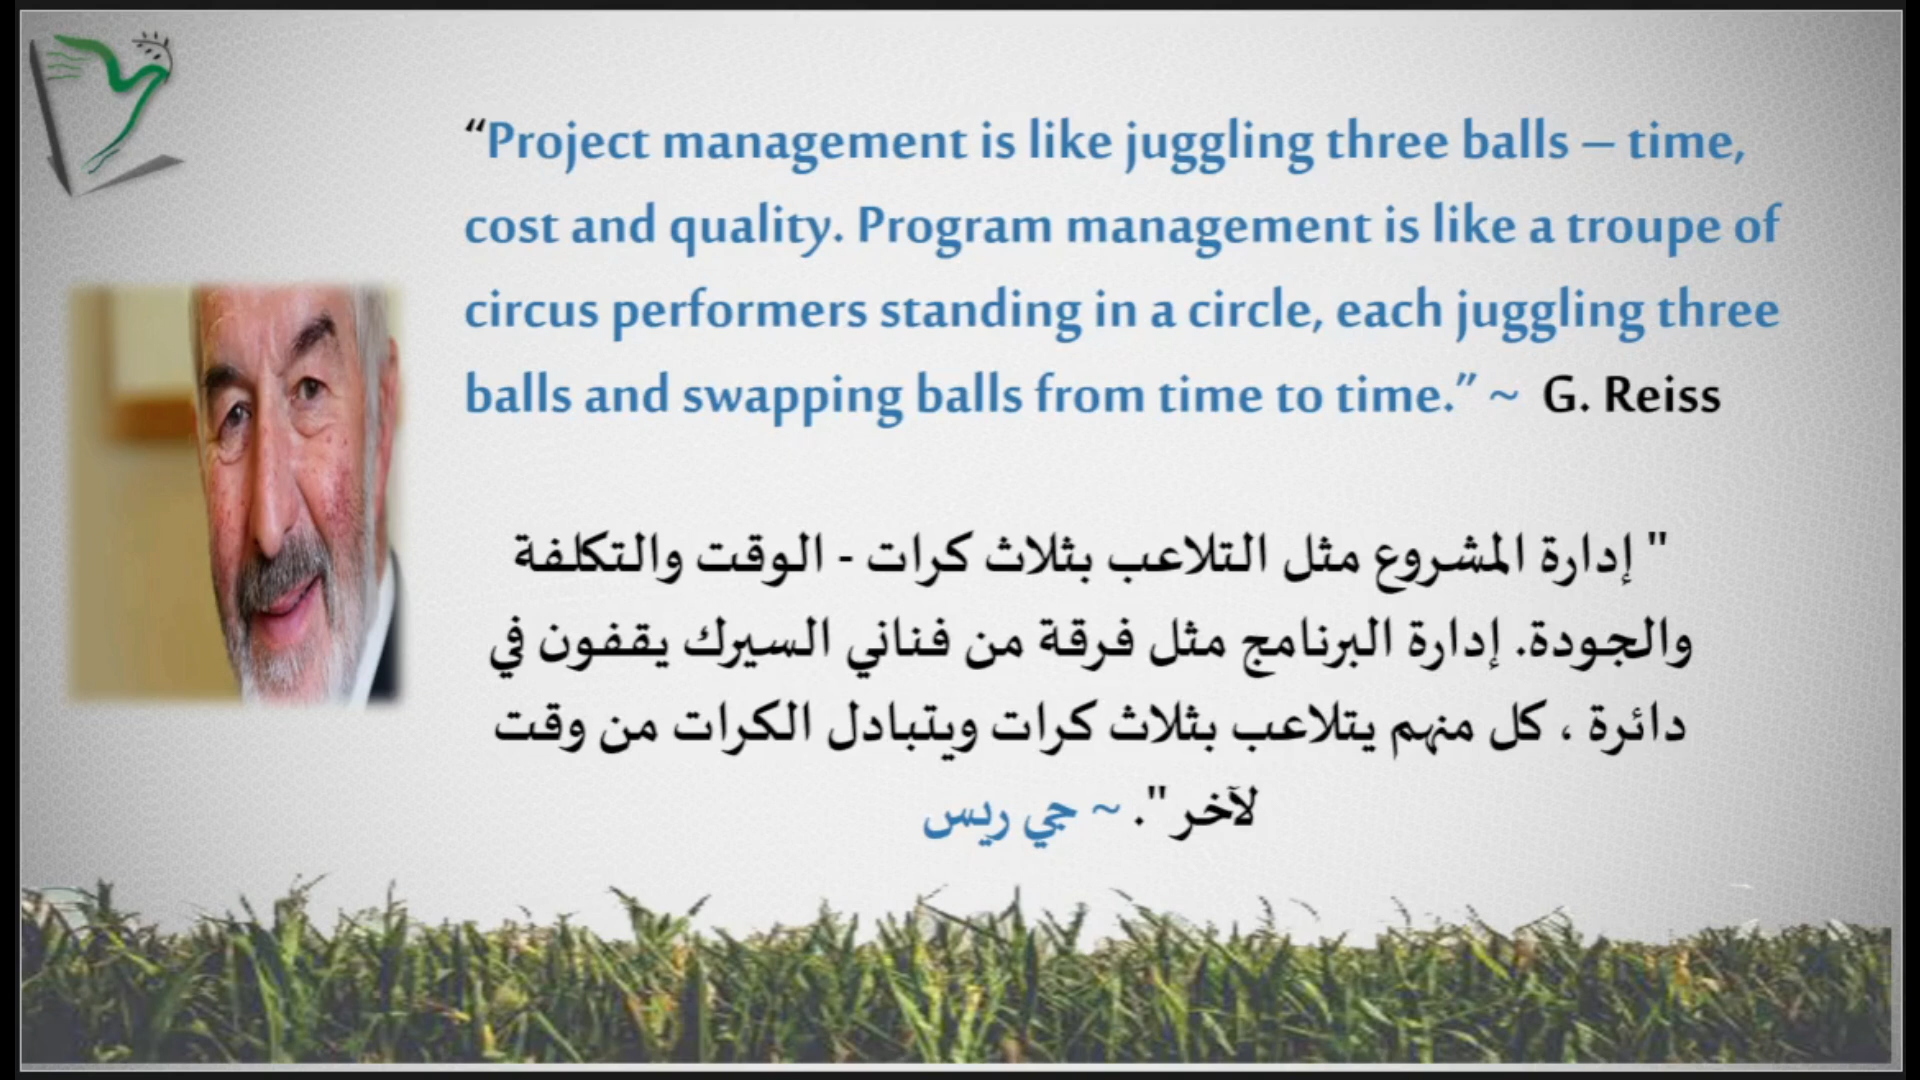 “Project management is like juggling three balls – time,
cost and quality. Program management is like a troupe of
circus performers standing in a circle, each juggling three
balls and swapping balls from time to time.” ~ G. Reiss
" إدارة المشروع مثل التلاعب بثلاث كرات - الوقت والتكلفة
والجودة. إدارة البرنامج مثل فرقة من فناني السيرك يقفون في
دائرة ، كل منهم يتلاعب بثلاث كرات ويتبادل الكرات من وقت
لآخر". ~ جي ريس